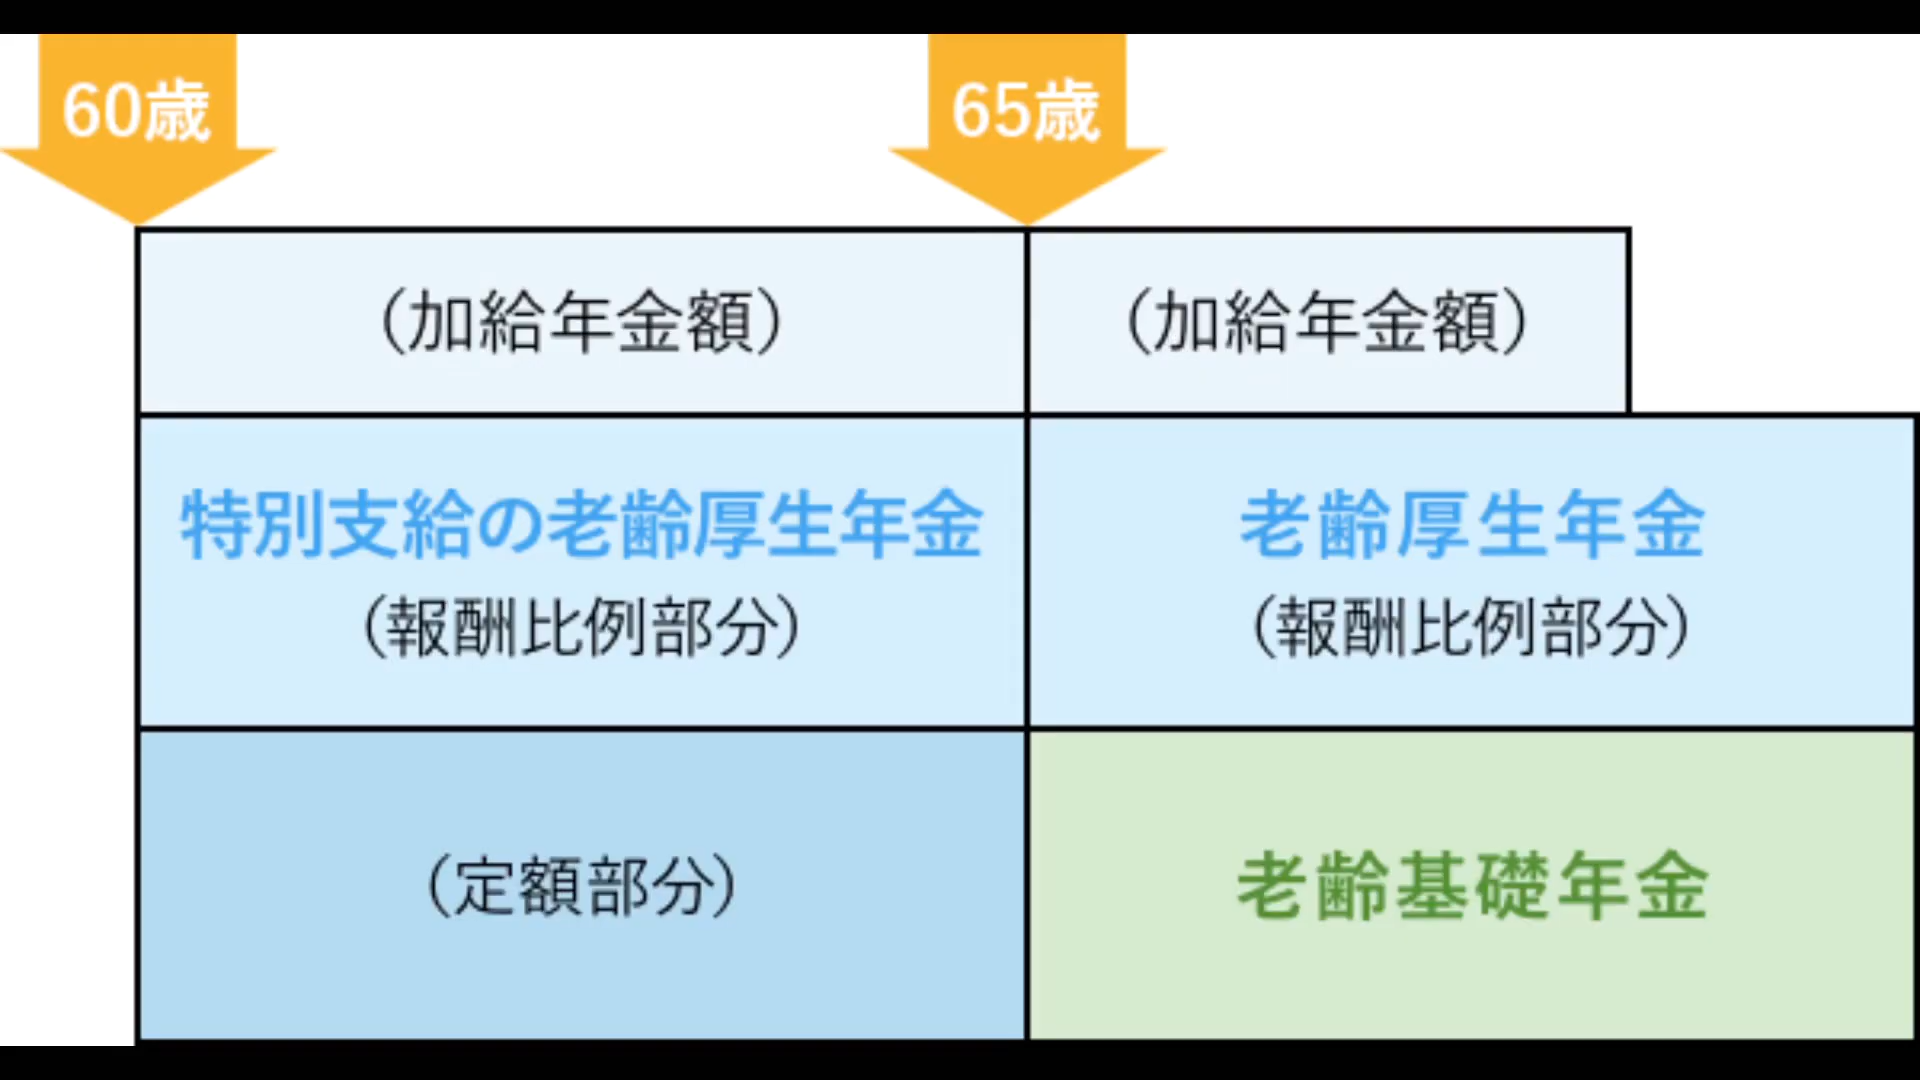 60歳
65歳
（加給年金額）
（加給年金額）
特別支給の老齢厚生年金
（報酬比例部分）
老齢厚生年金
（報酬比例部分）
（定額部分）
老齢基礎年金